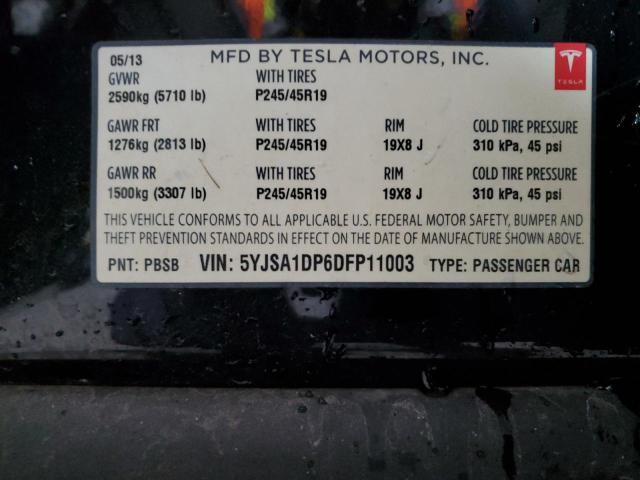 05/13 MFD BY TESLA MOTORS, INC.
TESLA
GVWR WITH TIRES
2590kg (5710 lb) P245/45R19
GAWR FRT WITH TIRES RIM COLD TIRE PRESSURE
1276kg (2813 lb) P245/45R19 19X8 J 310 kPa, 45 psi
GAWR RR WITH TIRES RIM COLD TIRE PRESSURE
1500kg (3307 lb) P245/45R19 19X8 J 310 kPa, 45 psi
THIS VEHICLE CONFORMS TO ALL APPLICABLE U.S. FEDERAL MOTOR SAFETY, BUMPER AND
THEFT PREVENTION STANDARDS IN EFFECT ON THE DATE OF MANUFACTURE SHOWN ABOVE.
PNT: PBSB VIN: 5YJSA1DP6DFP11003 TYPE: PASSENGER CAR